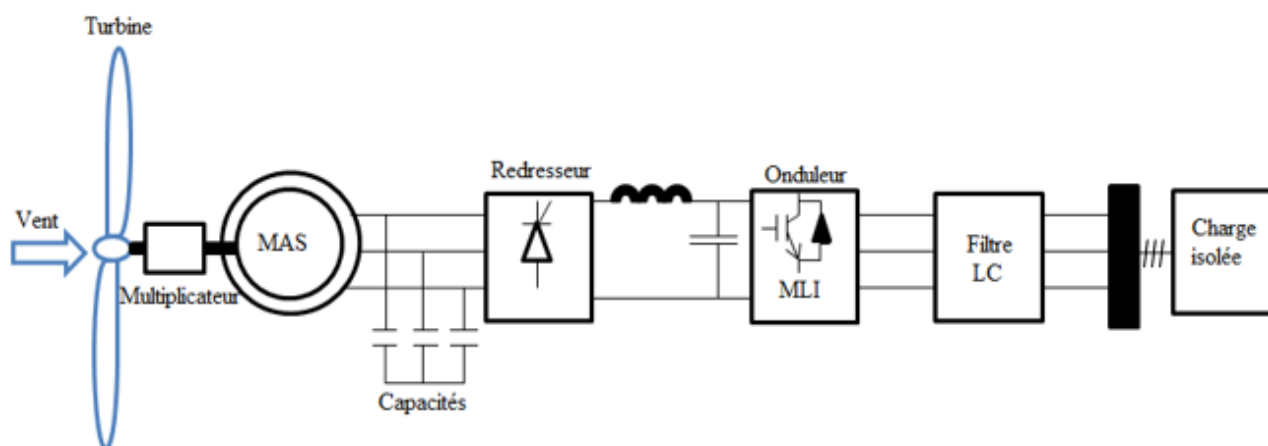 Turbine
Vent
Multiplicateur
MAS
Capacités
Redresseur
Onduleur
MLI
Filtre
LC
Charge
isolée